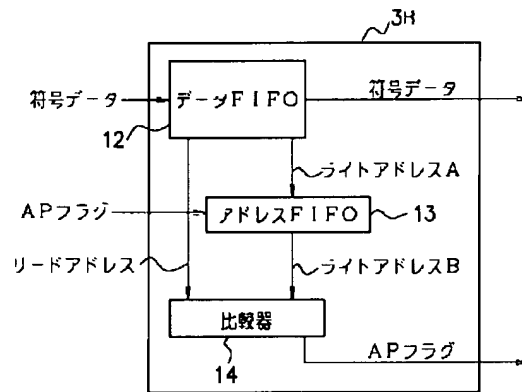 3H
符号データ
データFIFO
符号データ
12
ライトアドレスA
APフラグ
アドレスFIFO
13
リードアドレス
ライトアドレスB
比較器
14
APフラグ